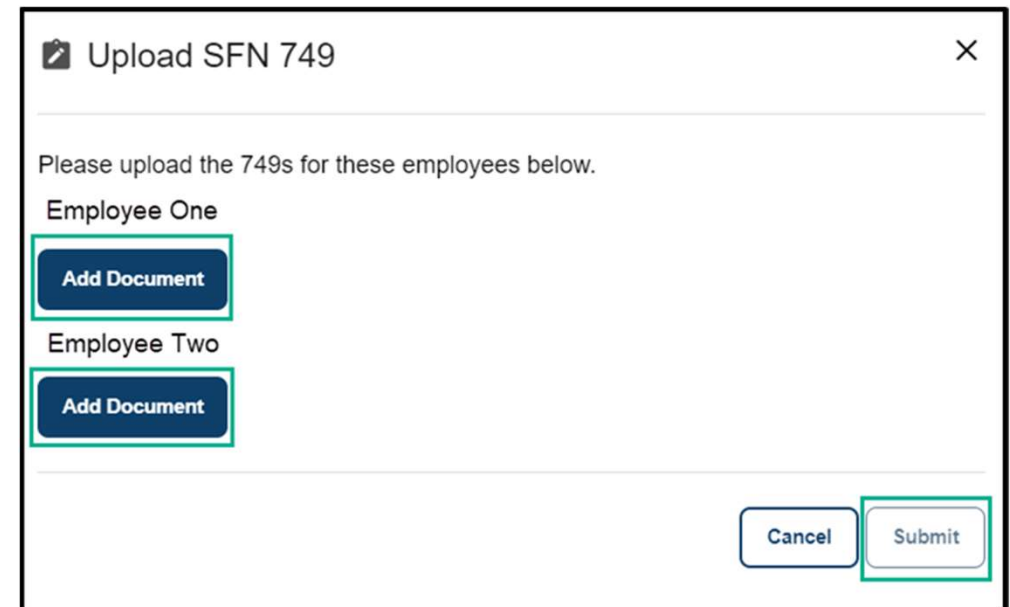 Upload SFN 749
Please upload the 749s for these employees below.
Employee One
Add Document
Employee Two
Add Document
Cancel Submit